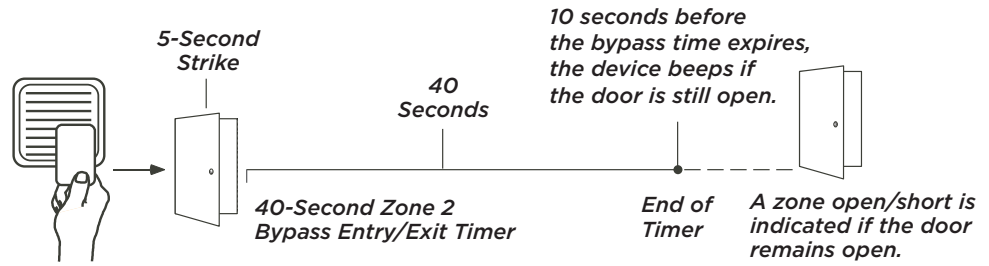 5-Second
Strike
40
Seconds
10 seconds before
the bypass time expires,
the device beeps if
the door is still open.
40-Second Zone 2
Bypass Entry/Exit Timer
End of
Timer
A zone open/short is
indicated if the door
remains open.